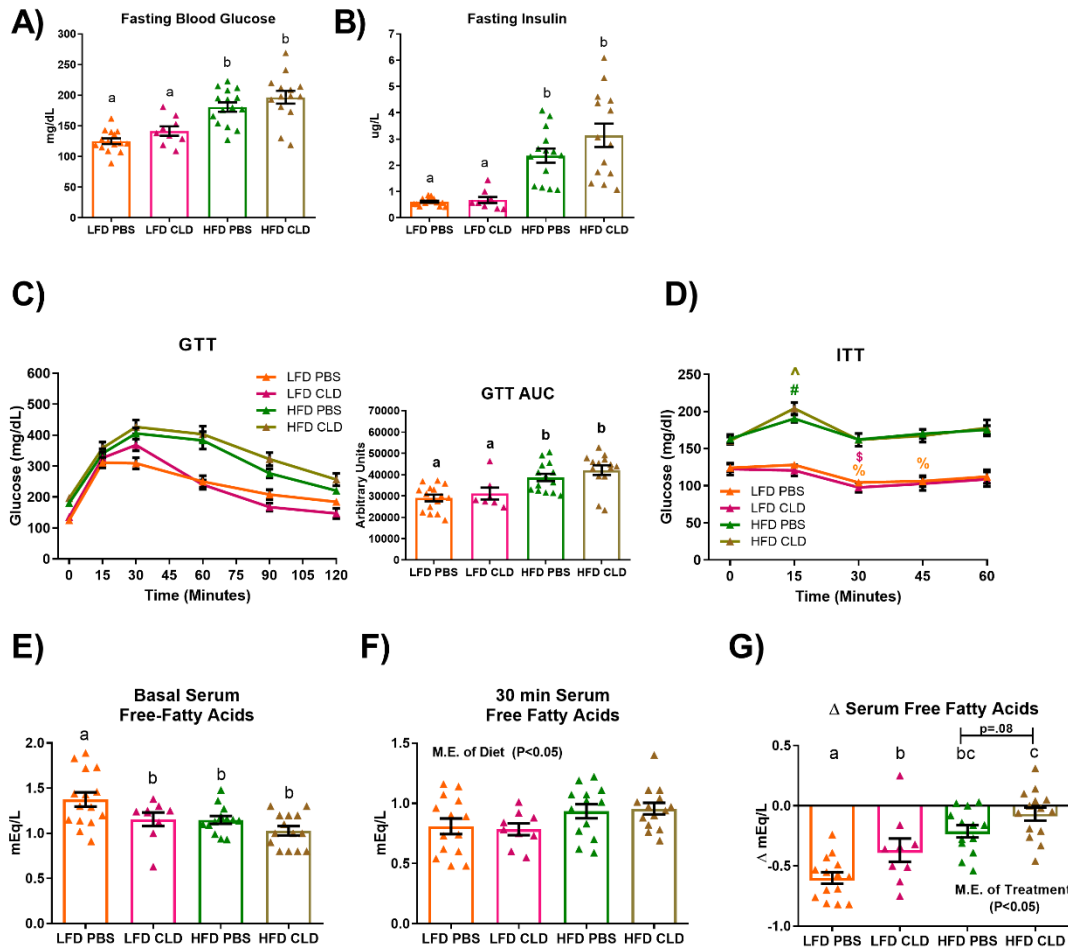 A)
Fasting Blood Glucose
mg/dL
300
250
200
150
100
50
0
a
a
b
b
LFD PBS LFD CLD HFD PBS HFD CLD
B)
Fasting Insulin
ug/L
7
6
5
4
3
2
1
0
a
a
b
b
LFD PBS LFD CLD HFD PBS HFD CLD
C)
GTT
Glucose (mg/dL)
600
500
400
300
200
100
0
LFD PBS
LFD CLD
HFD PBS
HFD CLD
0 15 30 45 60 75 90 105 120
Time (Minutes)
GTT AUC
Arbitrary Units
70000
60000
50000
40000
30000
20000
10000
0
a
a
b
b
LFD PBS LFD CLD HFD PBS HFD CLD
D)
ITT
Glucose (mg/dl)
250
200
150
100
50
0
^
#
$
%
%
LFD PBS
LFD CLD
HFD PBS
HFD CLD
0 15 30 45 60
Time (Minutes)
E)
Basal Serum
Free-Fatty Acids
mEq/L
2.0
1.5
1.0
0.5
0.0
a
b
b
b
LFD PBS LFD CLD HFD PBS HFD CLD
F)
30 min Serum
Free Fatty Acids
mEq/L
1.5
1.0
0.5
0.0
M.E. of Diet (P<0.05)
LFD PBS LFD CLD HFD PBS HFD CLD
G)
Δ Serum Free Fatty Acids
Δ mEq/L
0.5
0.0
-0.5
-1.0
p=.08
a
b
bc
c
M.E. of Treatment
(P<0.05)
LFD PBS LFD CLD HFD PBS HFD CLD